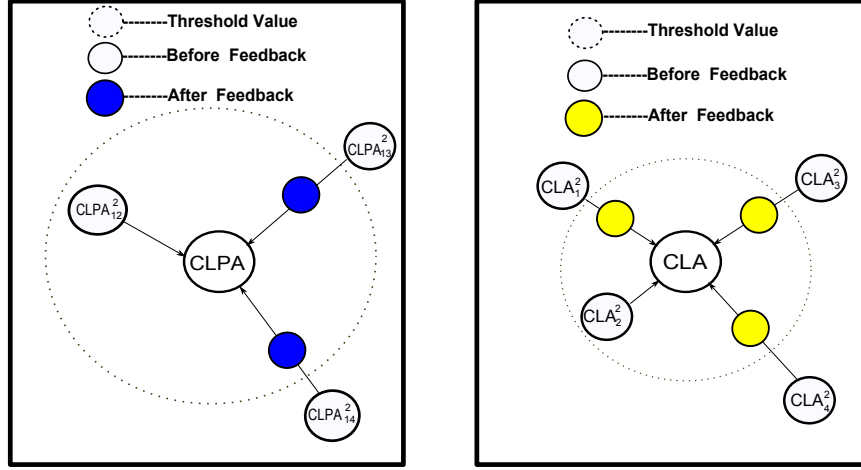 Threshold Value
Before Feedback
After Feedback
CLPA²₁₃
CLPA²₁₂
CLPA
CLPA²₁₄
Threshold Value
Before Feedback
After Feedback
CLA²₁
CLA²₃
CLA
CLA²₂
CLA²₄